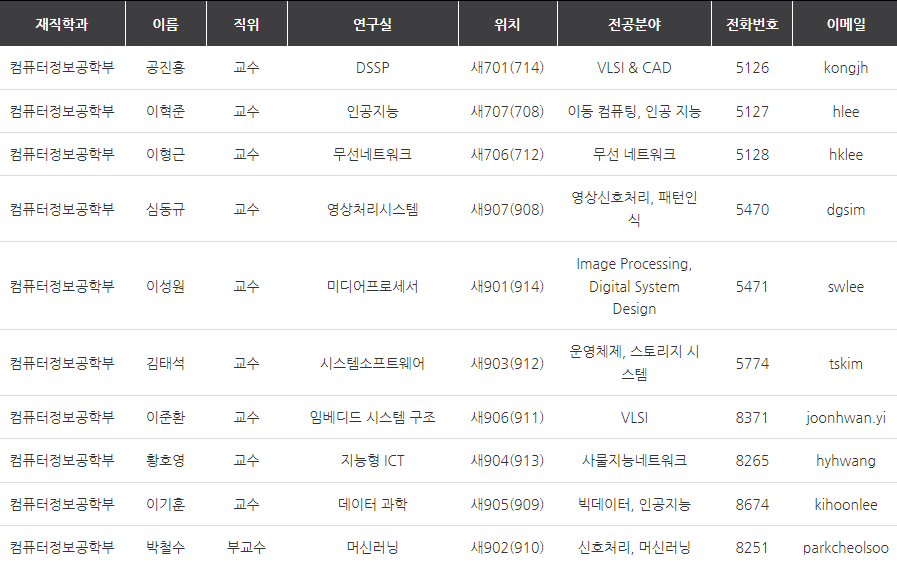 재직학과 이름 직위 연구실 위치 전공분야 전화번호 이메일
컴퓨터정보공학부 공진흥 교수 DSSP 새701(714) VLSI & CAD 5126 kongjh
컴퓨터정보공학부 이혁준 교수 인공지능 새707(708) 이동 컴퓨팅, 인공 지능 5127 hlee
컴퓨터정보공학부 이형근 교수 무선네트워크 새706(712) 무선 네트워크 5128 hklee
컴퓨터정보공학부 심동규 교수 영상처리시스템 새907(908) 영상신호처리, 패턴인
식 5470 dgsim
컴퓨터정보공학부 이성원 교수 미디어프로세서 새901(914) Image Processing,
Digital System
Design 5471 swlee
컴퓨터정보공학부 김태석 교수 시스템소프트웨어 새903(912) 운영체제, 스토리지 시
스템 5774 tskim
컴퓨터정보공학부 이준환 교수 임베디드 시스템 구조 새906(911) VLSI 8371 joonhwan.yi
컴퓨터정보공학부 황호영 교수 지능형 ICT 새904(913) 사물지능네트워크 8265 hyhwang
컴퓨터정보공학부 이기훈 교수 데이터 과학 새905(909) 빅데이터, 인공지능 8674 kihoonlee
컴퓨터정보공학부 박철수 부교수 머신러닝 새902(910) 신호처리, 머신러닝 8251 parkcheolsoo